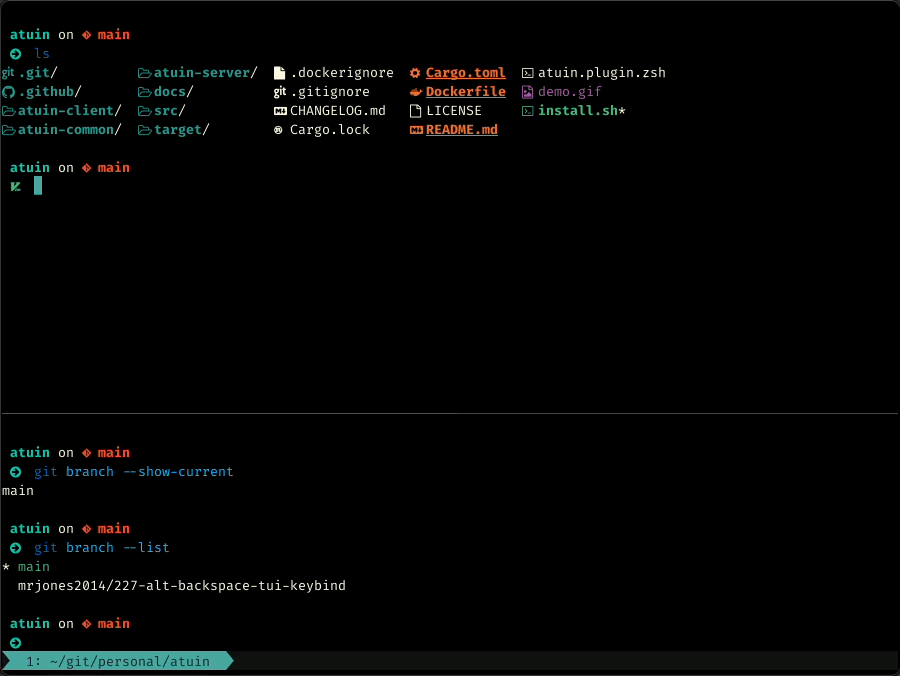 atuin on main
ls
git .git/ atuin-server/ .dockerignore Cargo.toml atuin.plugin.zsh
.github/ docs/ git .gitignore Dockerfile demo.gif
atuin-client/ src/ CHANGELOG.md LICENSE install.sh*
atuin-common/ target/ Cargo.lock README.md
atuin on main
atuin on main
git branch --show-current
main
atuin on main
git branch --list
* main
mrjones2014/227-alt-backspace-tui-keybind
atuin on main
1: ~/git/personal/atuin